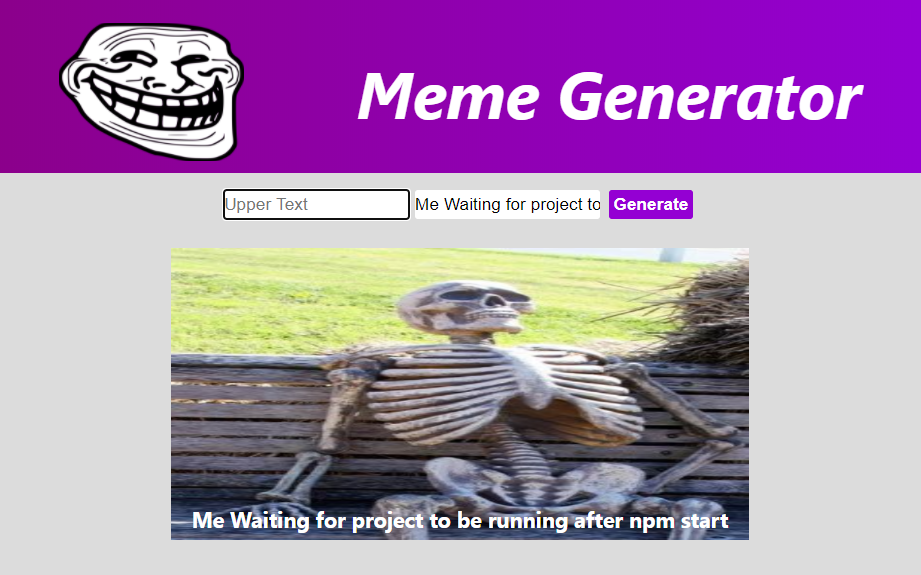 Meme Generator
Upper Text
Me Waiting for project to
Generate
Me Waiting for project to be running after npm start